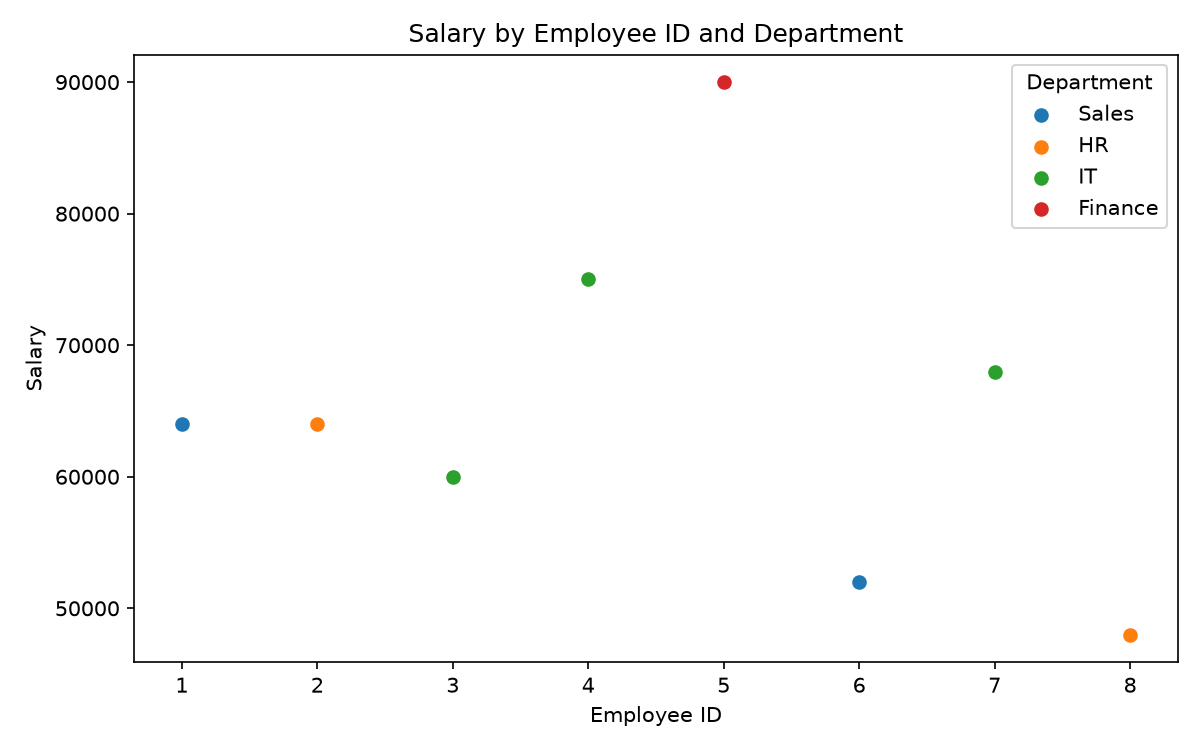 Salary by Employee ID and Department
Department
Sales
HR
IT
Finance
90000
80000
70000
60000
50000
Salary
1 2 3 4 5 6 7 8
Employee ID